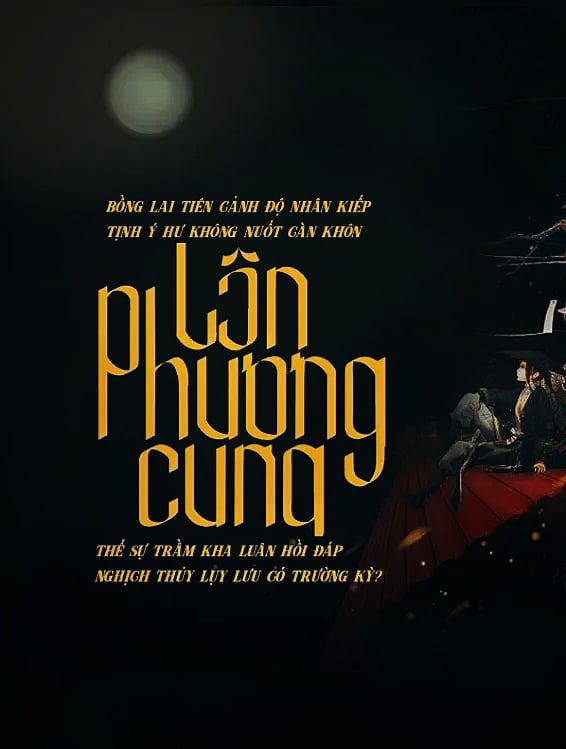 BỒNG LAI TIÊN CẢNH ĐỘ NHÂN KIẾP
TỊNH Ý HƯ KHÔNG NUỐT CÀN KHÔN
Lân
Phương
cung
THẾ SỰ TRẦM KHA LUÂN HỒI ĐÁP
NGHỊCH THỦY LỤY LƯU CÓ TRƯỜNG KỲ?